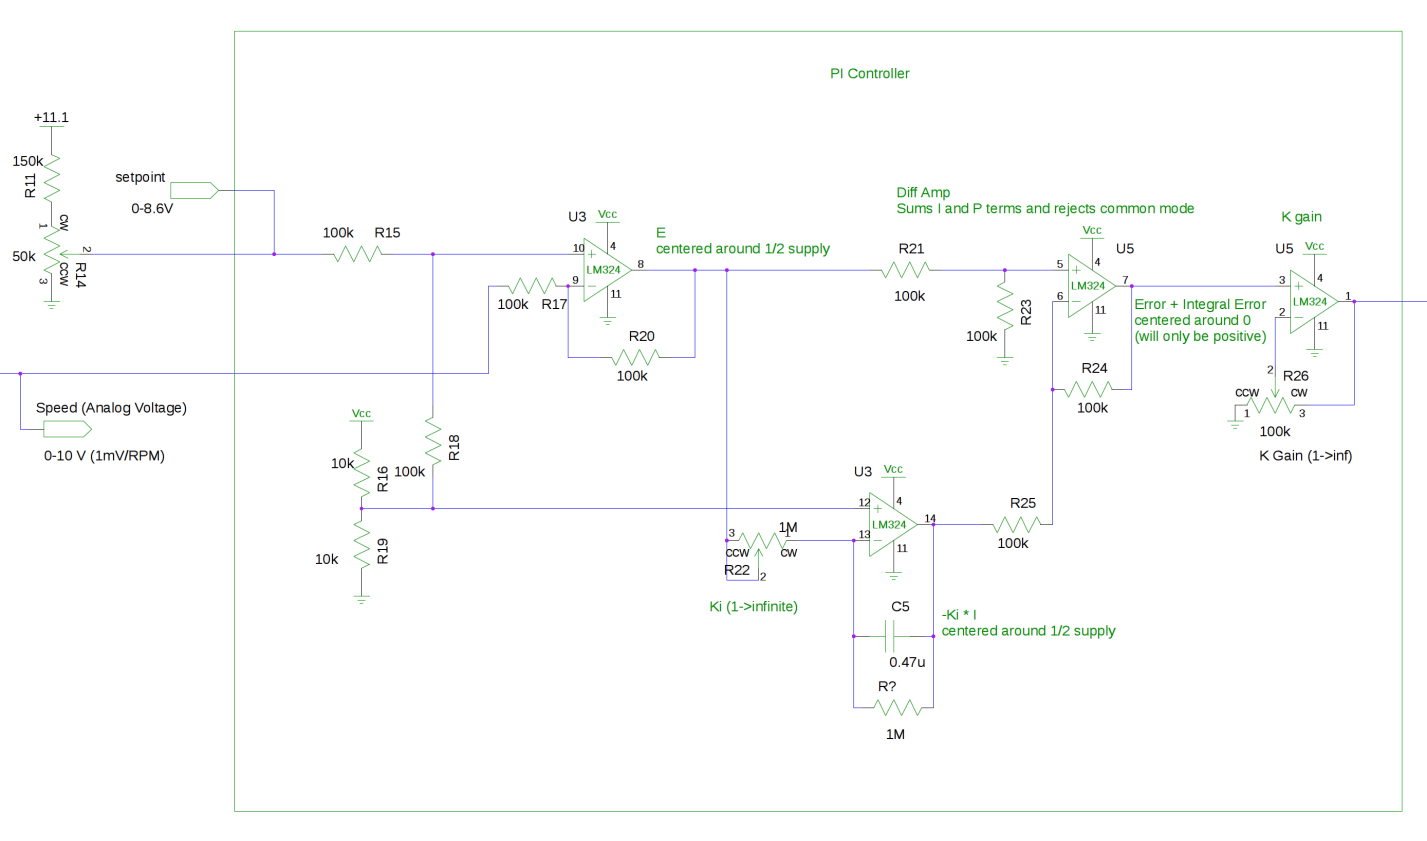 PI Controller
+11.1
150k
R11
1
cw
50k
2
ccw
R14
3
setpoint
0-8.6V
100k
R15
U3
Vcc
10
4
LM324
8
9
11
100k
R17
R20
100k
E
centered around 1/2 supply
Diff Amp
Sums I and P terms and rejects common mode
R21
100k
R23
100k
Vcc
U5
5
4
LM324
7
6
11
Error + Integral Error
centered around 0
(will only be positive)
R24
100k
K gain
U5
Vcc
3
4
LM324
1
2
11
2
R26
ccw
cw
1
3
100k
K Gain (1->inf)
Speed (Analog Voltage)
0-10 V (1mV/RPM)
Vcc
10k
R16
100k
R18
10k
R19
U3
Vcc
12
4
LM324
14
13
11
R25
100k
3
1M
1
ccw
cw
R22
2
Ki (1->infinite)
C5
0.47u
-Ki * I
centered around 1/2 supply
R?
1M